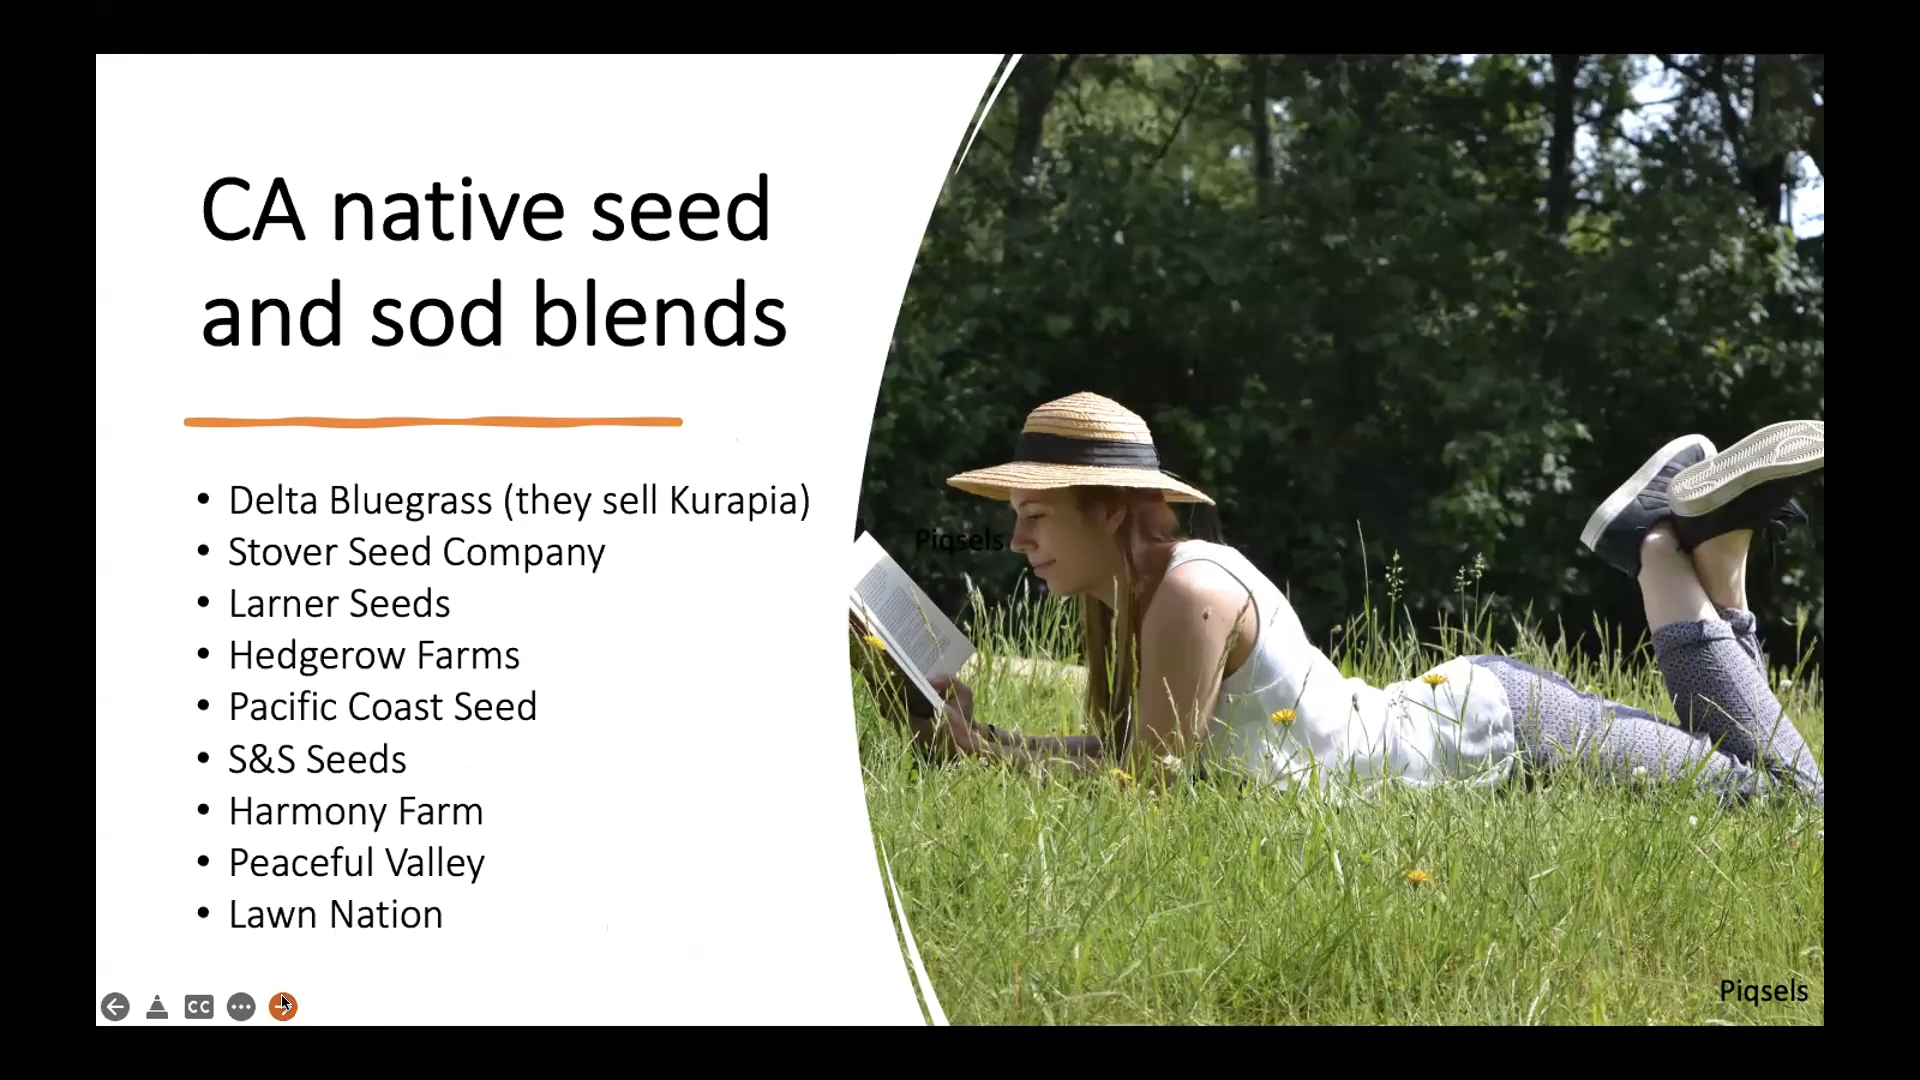 CA native seed
and sod blends
• Delta Bluegrass (they sell Kurapia)
• Stover Seed Company
• Larner Seeds
• Hedgerow Farms
• Pacific Coast Seed
• S&S Seeds
• Harmony Farm
• Peaceful Valley
• Lawn Nation
Piqsels
Piqsels
CC